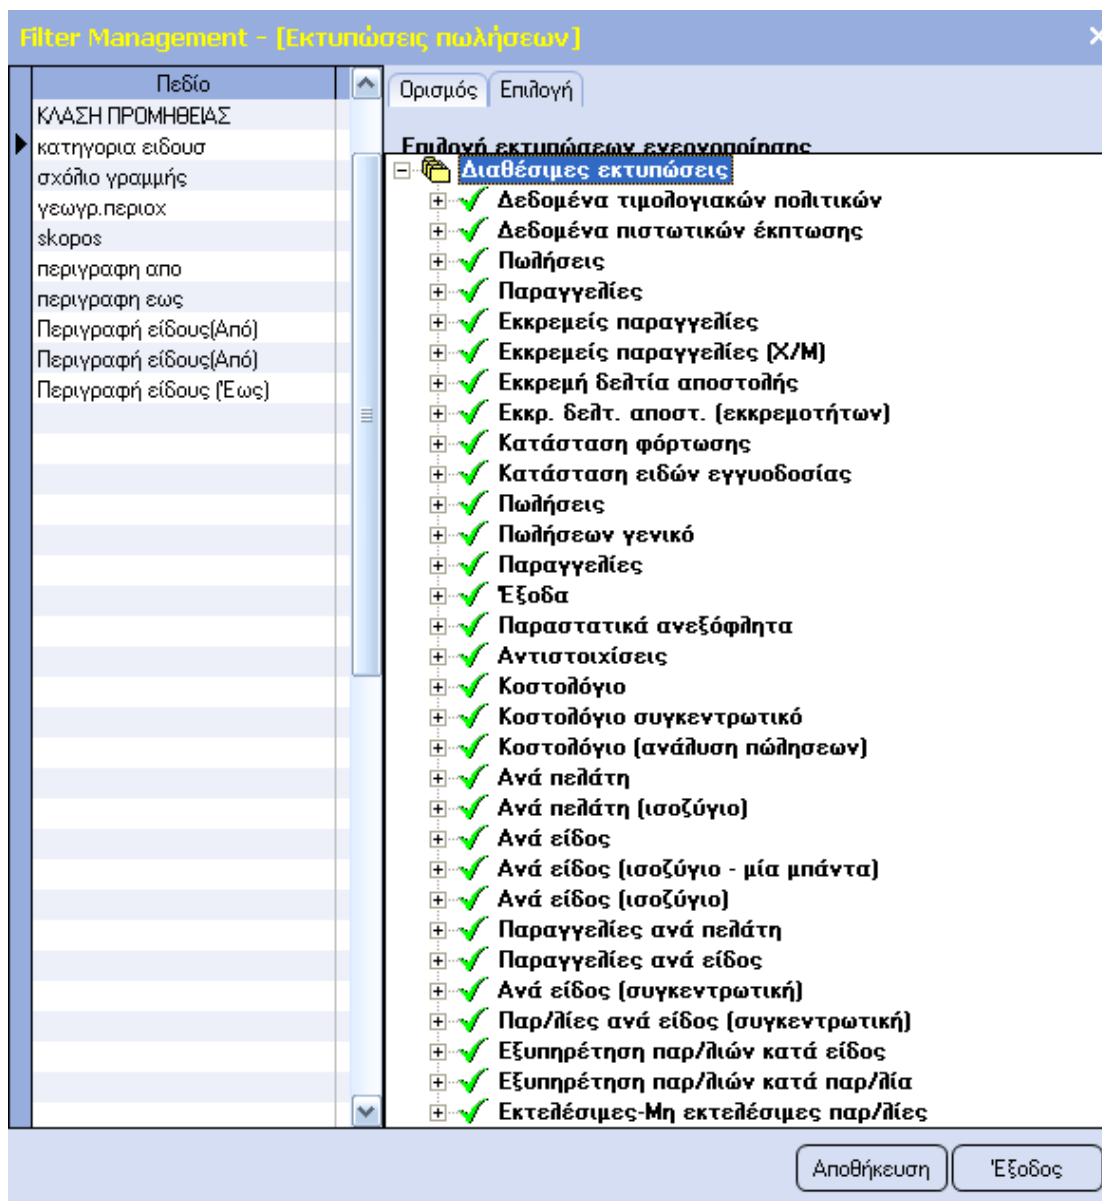 Filter Management - [Εκτυπώσεις πωλήσεων]
Πεδίο
ΚΛΑΣΗ ΠΡΟΜΗΘΕΙΑΣ
κατηγορια ειδουσ
σχόλιο γραμμής
γεωγρ.περιοχ
skopos
περιγραφη απο
περιγραφη εως
Περιγραφή είδους(Από)
Περιγραφή είδους(Από)
Περιγραφή είδους (Έως)
Ορισμός
Επιλογή
Επιλογή εκτυπώσεων ενεργοποίησης
Διαθέσιμες εκτυπώσεις
Δεδομένα τιμολογιακών πολιτικών
Δεδομένα πιστωτικών έκπτωσης
Πωλήσεις
Παραγγελίες
Εκκρεμείς παραγγελίες
Εκκρεμείς παραγγελίες (Χ/Μ)
Εκκρεμή δελτία αποστολής
Εκκρ. δελτ. αποστ. (εκκρεμοτήτων)
Κατάσταση φόρτωσης
Κατάσταση ειδών εγγυοδοσίας
Πωλήσεις
Πωλήσεων γενικό
Παραγγελίες
Έξοδα
Παραστατικά ανεξόφλητα
Αντιστοιχίσεις
Κοστολόγιο
Κοστολόγιο συγκεντρωτικό
Κοστολόγιο (ανάλυση πώλησεων)
Ανά πελάτη
Ανά πελάτη (ισοζύγιο)
Ανά είδος
Ανά είδος (ισοζύγιο - μία μπάντα)
Ανά είδος (ισοζύγιο)
Παραγγελίες ανά πελάτη
Παραγγελίες ανά είδος
Ανά είδος (συγκεντρωτική)
Παρ/λίες ανά είδος (συγκεντρωτική)
Εξυπηρέτηση παρ/λιών κατά είδος
Εξυπηρέτηση παρ/λιών κατά παρ/λία
Εκτελέσιμες-Μη εκτελέσιμες παρ/λίες
Αποθήκευση
Έξοδος